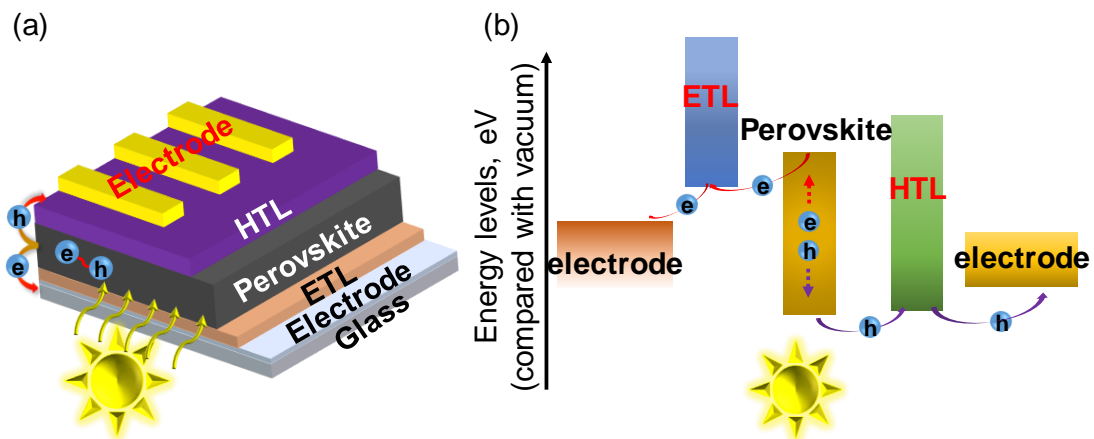 (a)
Electrode
HTL
Perovskite
ETL
Electrode
Glass
h
e
e
h
(b)
Energy levels, eV
(compared with vacuum)
ETL
Perovskite
HTL
electrode
electrode
e
e
e
h
h
h